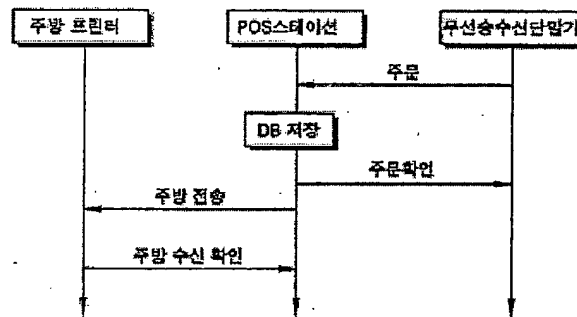 주방 프린터
POS스테이션
무선송수신단말기
주문
DB 저장
주문확인
주방 전송
주방 수신 확인